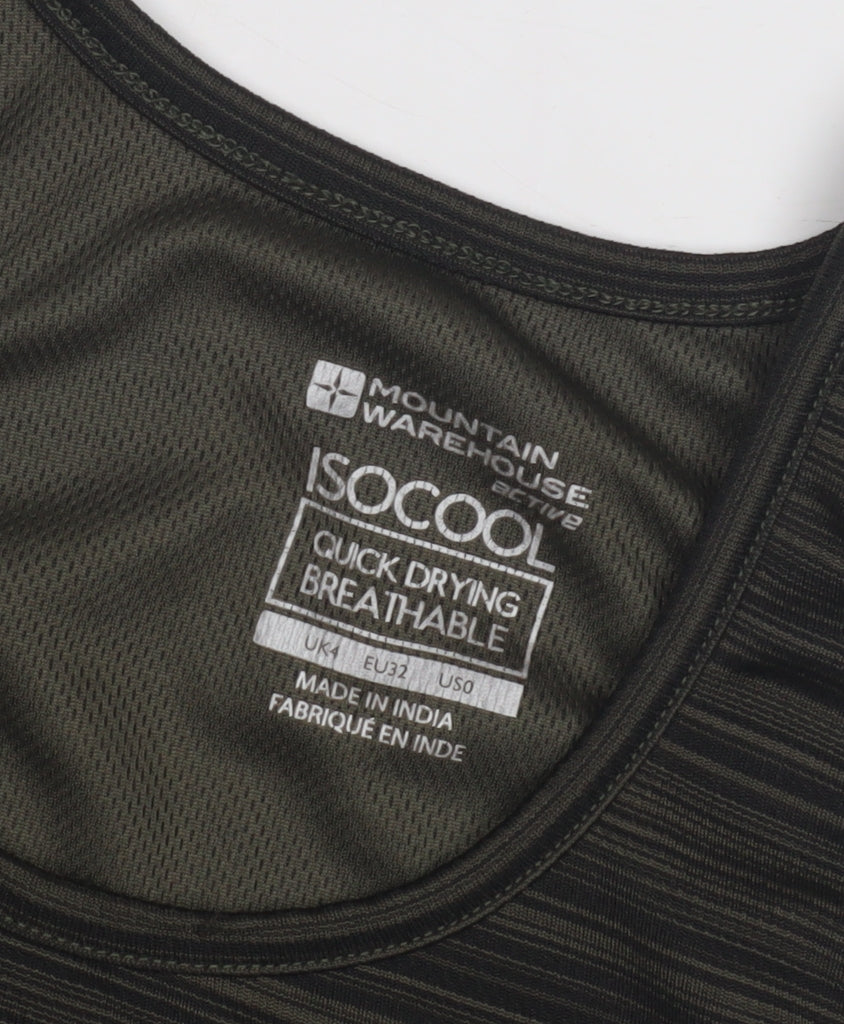 MOUNTAIN
WAREHOUSE
active
ISOCOOL
QUICK DRYING
BREATHABLE
UK4 EU32 US0
MADE IN INDIA
FABRIQUÉ EN INDE